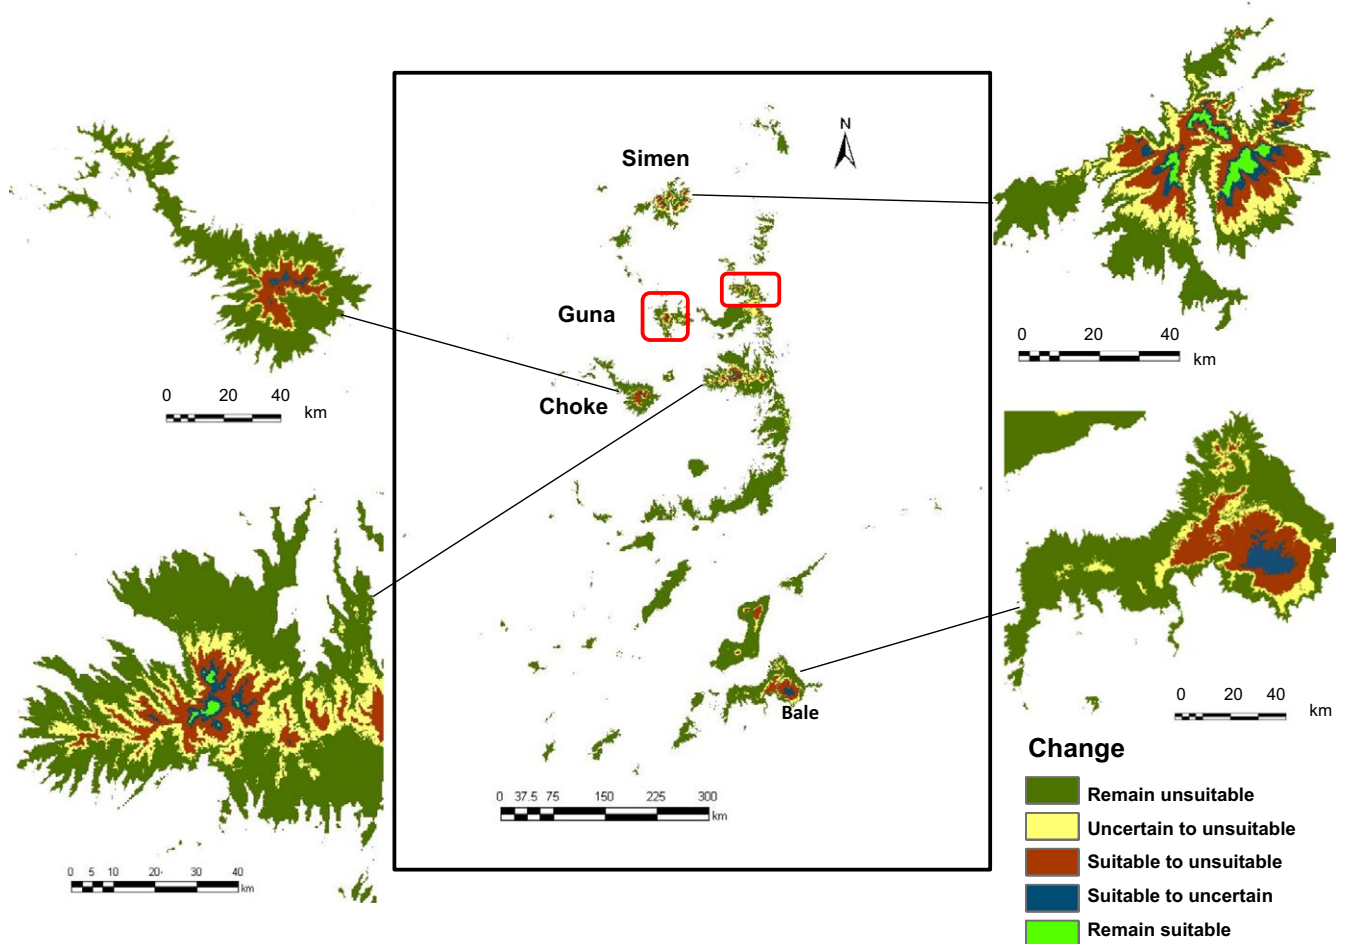 N
Simen
Guna
Choke
Bale
0 20 40
km
0 20 40
km
0 5 10 20 30 40
km
0 37.5 75 150 225 300
km
0 20 40
km
Change
Remain unsuitable
Uncertain to unsuitable
Suitable to unsuitable
Suitable to uncertain
Remain suitable